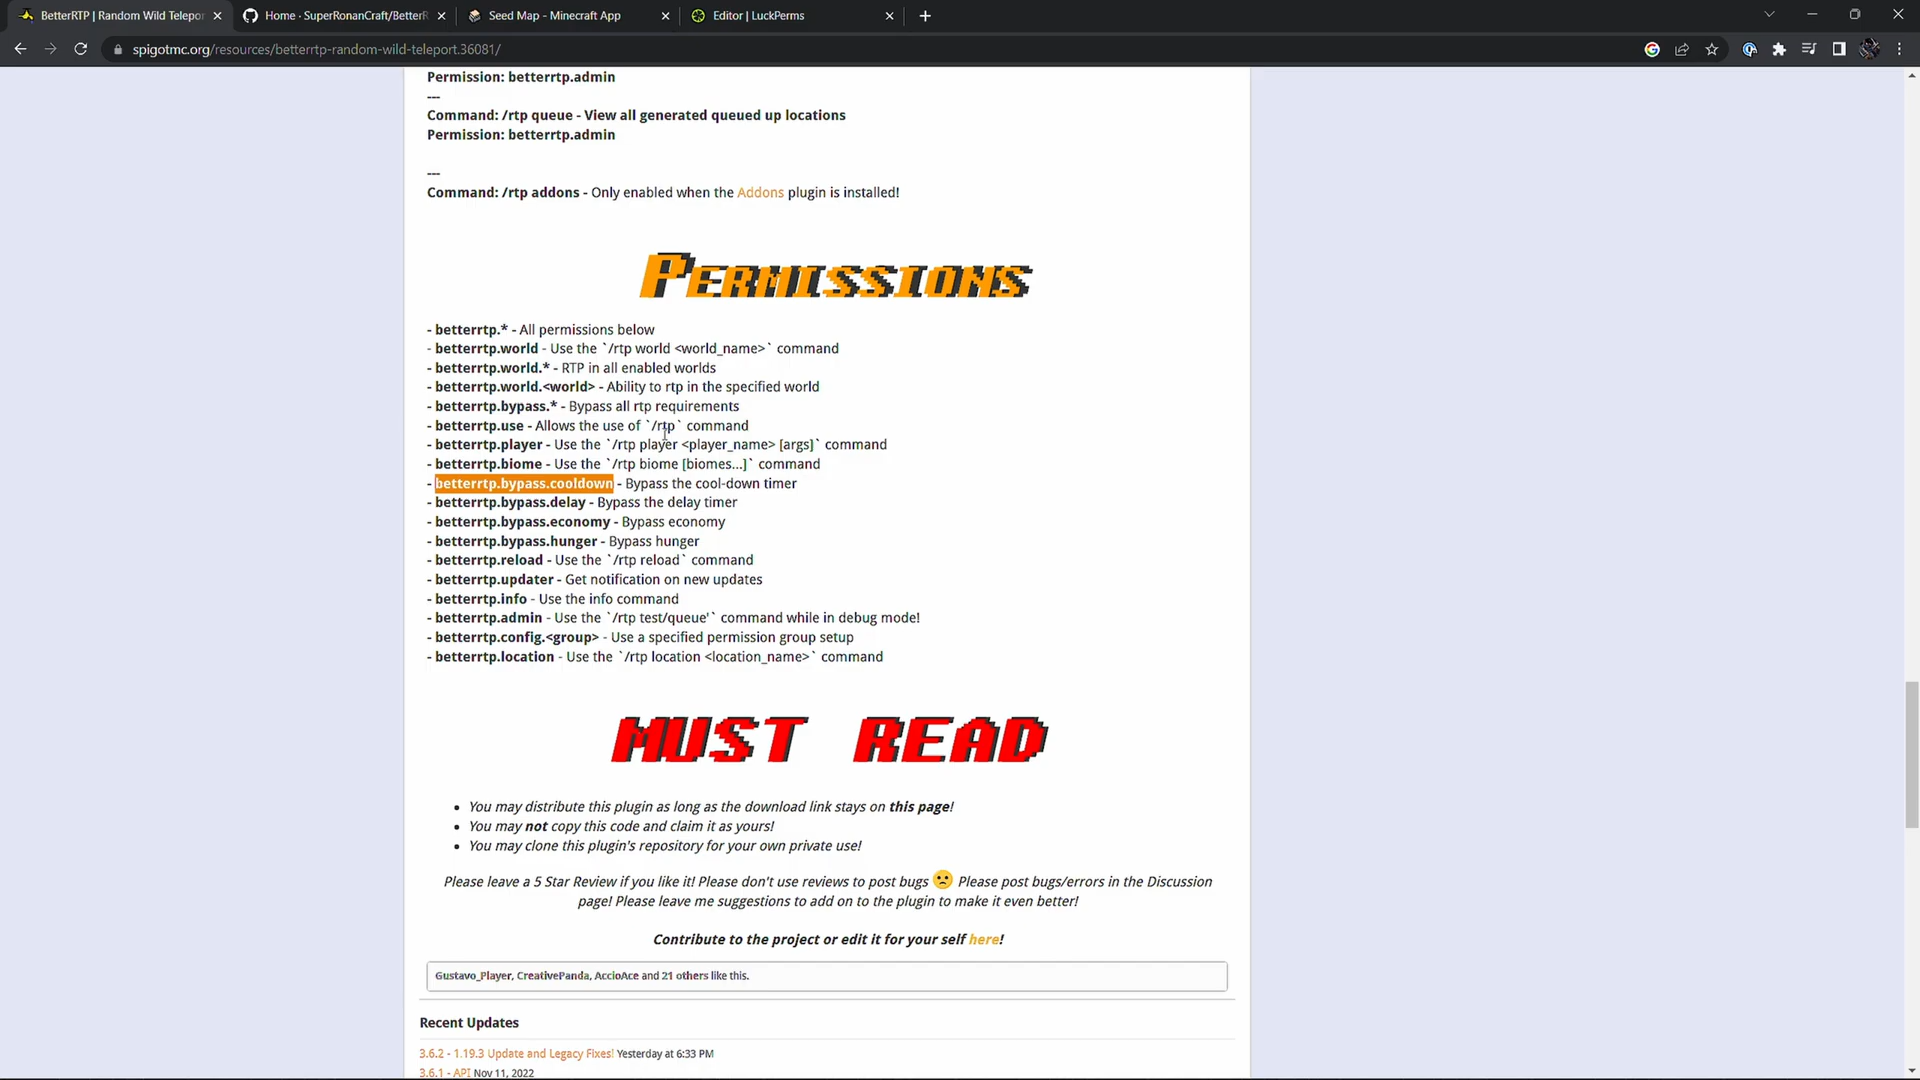 BetterRTP | Random Wild Telepor
Home · SuperRonanCraft/BetterR
Seed Map - Minecraft App
Editor | LuckPerms
spigotmc.org/resources/betterrtp-random-wild-teleport.36081/
Permission: betterrtp.admin
---
Command: /rtp queue - View all generated queued up locations
Permission: betterrtp.admin
---
Command: /rtp addons - Only enabled when the Addons plugin is installed!
PERMISSIONS
- betterrtp.* - All permissions below
- betterrtp.world - Use the `/rtp world <world_name>` command
- betterrtp.world.* - RTP in all enabled worlds
- betterrtp.world.<world> - Ability to rtp in the specified world
- betterrtp.bypass.* - Bypass all rtp requirements
- betterrtp.use - Allows the use of `/rtp` command
- betterrtp.player - Use the `/rtp player <player_name> [args]` command
- betterrtp.biome - Use the `/rtp biome [biomes...]` command
- betterrtp.bypass.cooldown - Bypass the cool-down timer
- betterrtp.bypass.delay - Bypass the delay timer
- betterrtp.bypass.economy - Bypass economy
- betterrtp.bypass.hunger - Bypass hunger
- betterrtp.reload - Use the `/rtp reload` command
- betterrtp.updater - Get notification on new updates
- betterrtp.info - Use the info command
- betterrtp.admin - Use the `/rtp test/queue'` command while in debug mode!
- betterrtp.config.<group> - Use a specified permission group setup
- betterrtp.location - Use the `/rtp location <location_name>` command
MUST READ
• You may distribute this plugin as long as the download link stays on this page!
• You may not copy this code and claim it as yours!
• You may clone this plugin's repository for your own private use!
Please leave a 5 Star Review if you like it! Please don't use reviews to post bugs 🙁 Please post bugs/errors in the Discussion
page! Please leave me suggestions to add on to the plugin to make it even better!
Contribute to the project or edit it for your self here!
Gustavo_Player, CreativePanda, AccioAce and 21 others like this.
Recent Updates
3.6.2 - 1.19.3 Update and Legacy Fixes! Yesterday at 6:33 PM
3.6.1 - API Nov 11, 2022